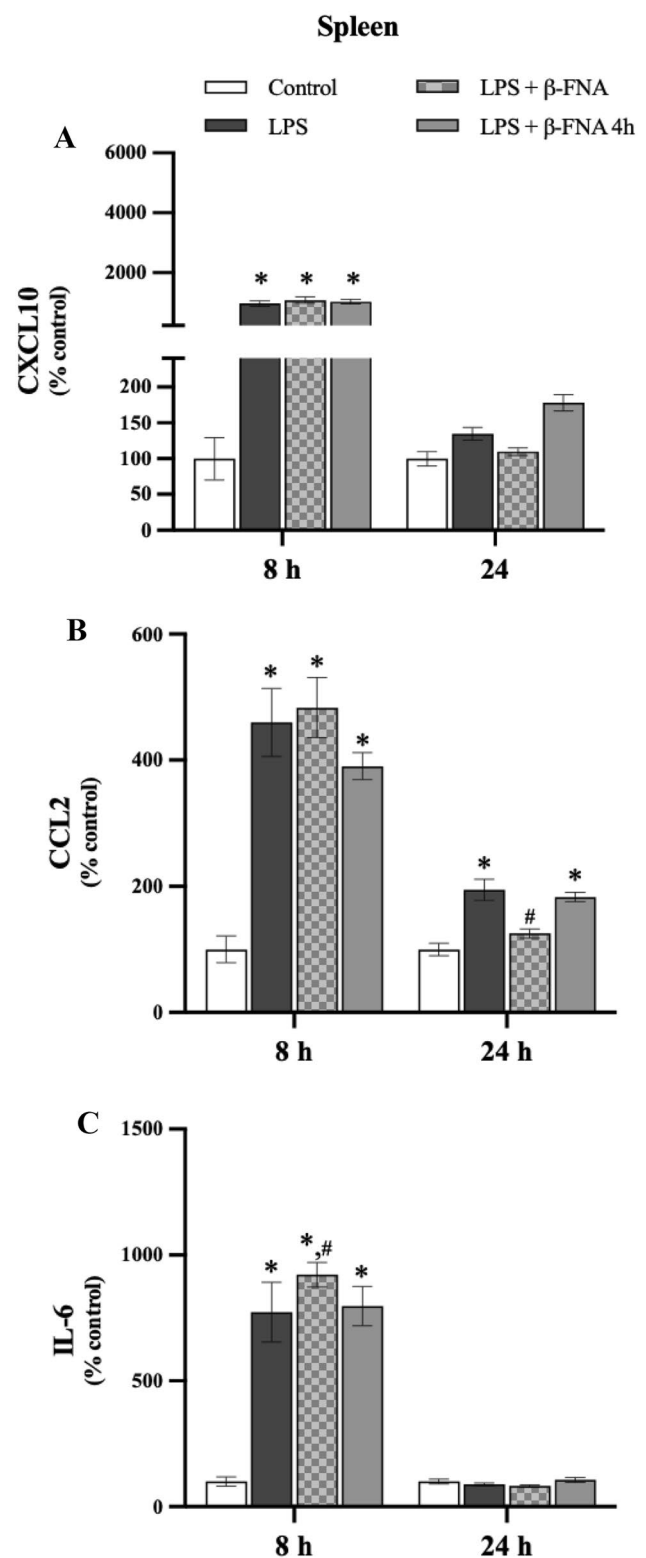 Spleen
Control
LPS + β-FNA
LPS
LPS + β-FNA 4h
A
6000
4000
2000
CXCL10
(% control)
* * *
200
150
100
50
0
8 h
24
B
600
400
200
0
CCL2
(% control)
* * *
* # *
8 h
24 h
C
1500
1000
500
0
IL-6
(% control)
* *,# *
8 h
24 h